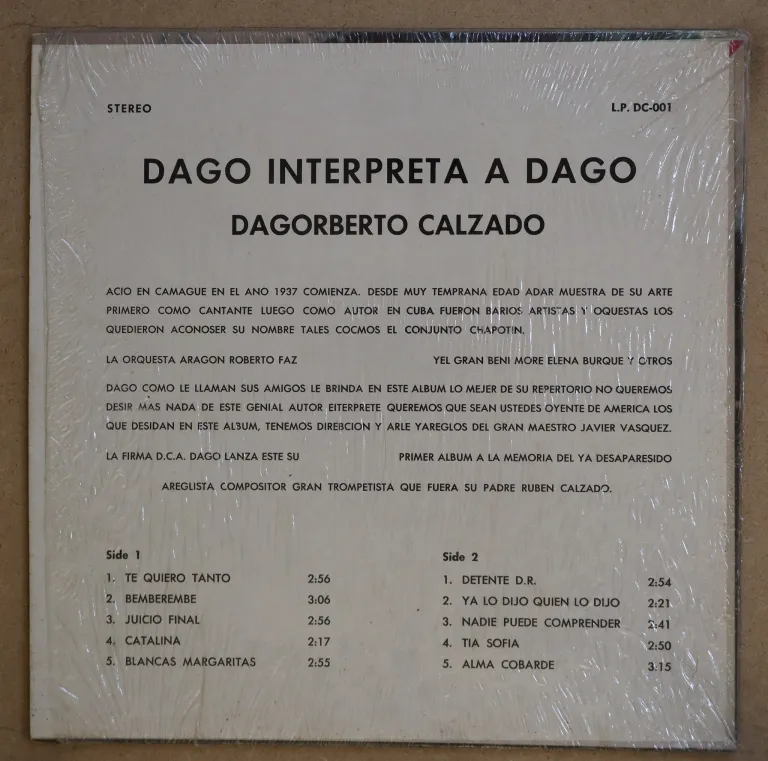 STEREO L.P. DC-001
DAGO INTERPRETA A DAGO
DAGORBERTO CALZADO
ACIO EN CAMAGUE EN EL ANO 1937 COMIENZA. DESDE MUY TEMPRANA EDAD ADAR MUESTRA DE SU ARTE
PRIMERO COMO CANTANTE LUEGO COMO AUTOR EN CUBA FUERON BARIOS ARTISTAS Y OQUESTAS LOS
QUEDIERON ACONOSER SU NOMBRE TALES COCMOS EL CONJUNTO CHAPOTIN.
LA ORQUESTA ARAGON ROBERTO FAZ YEL GRAN BENI MORE ELENA BURQUE Y OTROS
DAGO COMO LE LLAMAN SUS AMIGOS LE BRINDA EN ESTE ALBUM LO MEJER DE SU REPERTORIO NO QUEREMOS
DESIR MAS NADA DE ESTE GENIAL AUTOR EITERPRETE QUEREMOS QUE SEAN USTEDES OYENTE DE AMERICA LOS
QUE DESIDAN EN ESTE ALBUM, TENEMOS DIREBCION Y ARLE YAREGLOS DEL GRAN MAESTRO JAVIER VASQUEZ.
LA FIRMA D.C.A. DAGO LANZA ESTE SU PRIMER ALBUM A LA MEMORIA DEL YA DESAPARESIDO
AREGLISTA COMPOSITOR GRAN TROMPETISTA QUE FUERA SU PADRE RUBEN CALZADO.
Side 1
1. TE QUIERO TANTO 2:56
2. BEMBEREMBE 3:06
3. JUICIO FINAL 2:56
4. CATALINA 2:17
5. BLANCAS MARGARITAS 2:55
Side 2
1. DETENTE D.R. 2:54
2. YA LO DIJO QUIEN LO DIJO 2:21
3. NADIE PUEDE COMPRENDER 2:41
4. TIA SOFIA 2:50
5. ALMA COBARDE 3:15